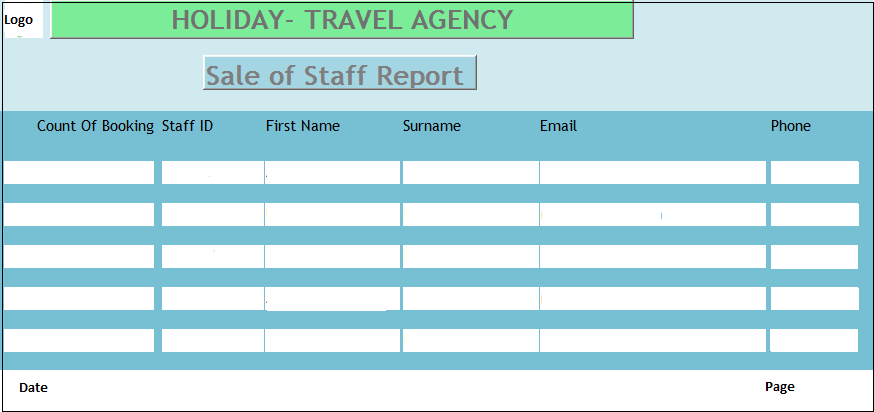 Logo
HOLIDAY- TRAVEL AGENCY
Sale of Staff Report
Count Of Booking Staff ID First Name Surname Email Phone
Date Page